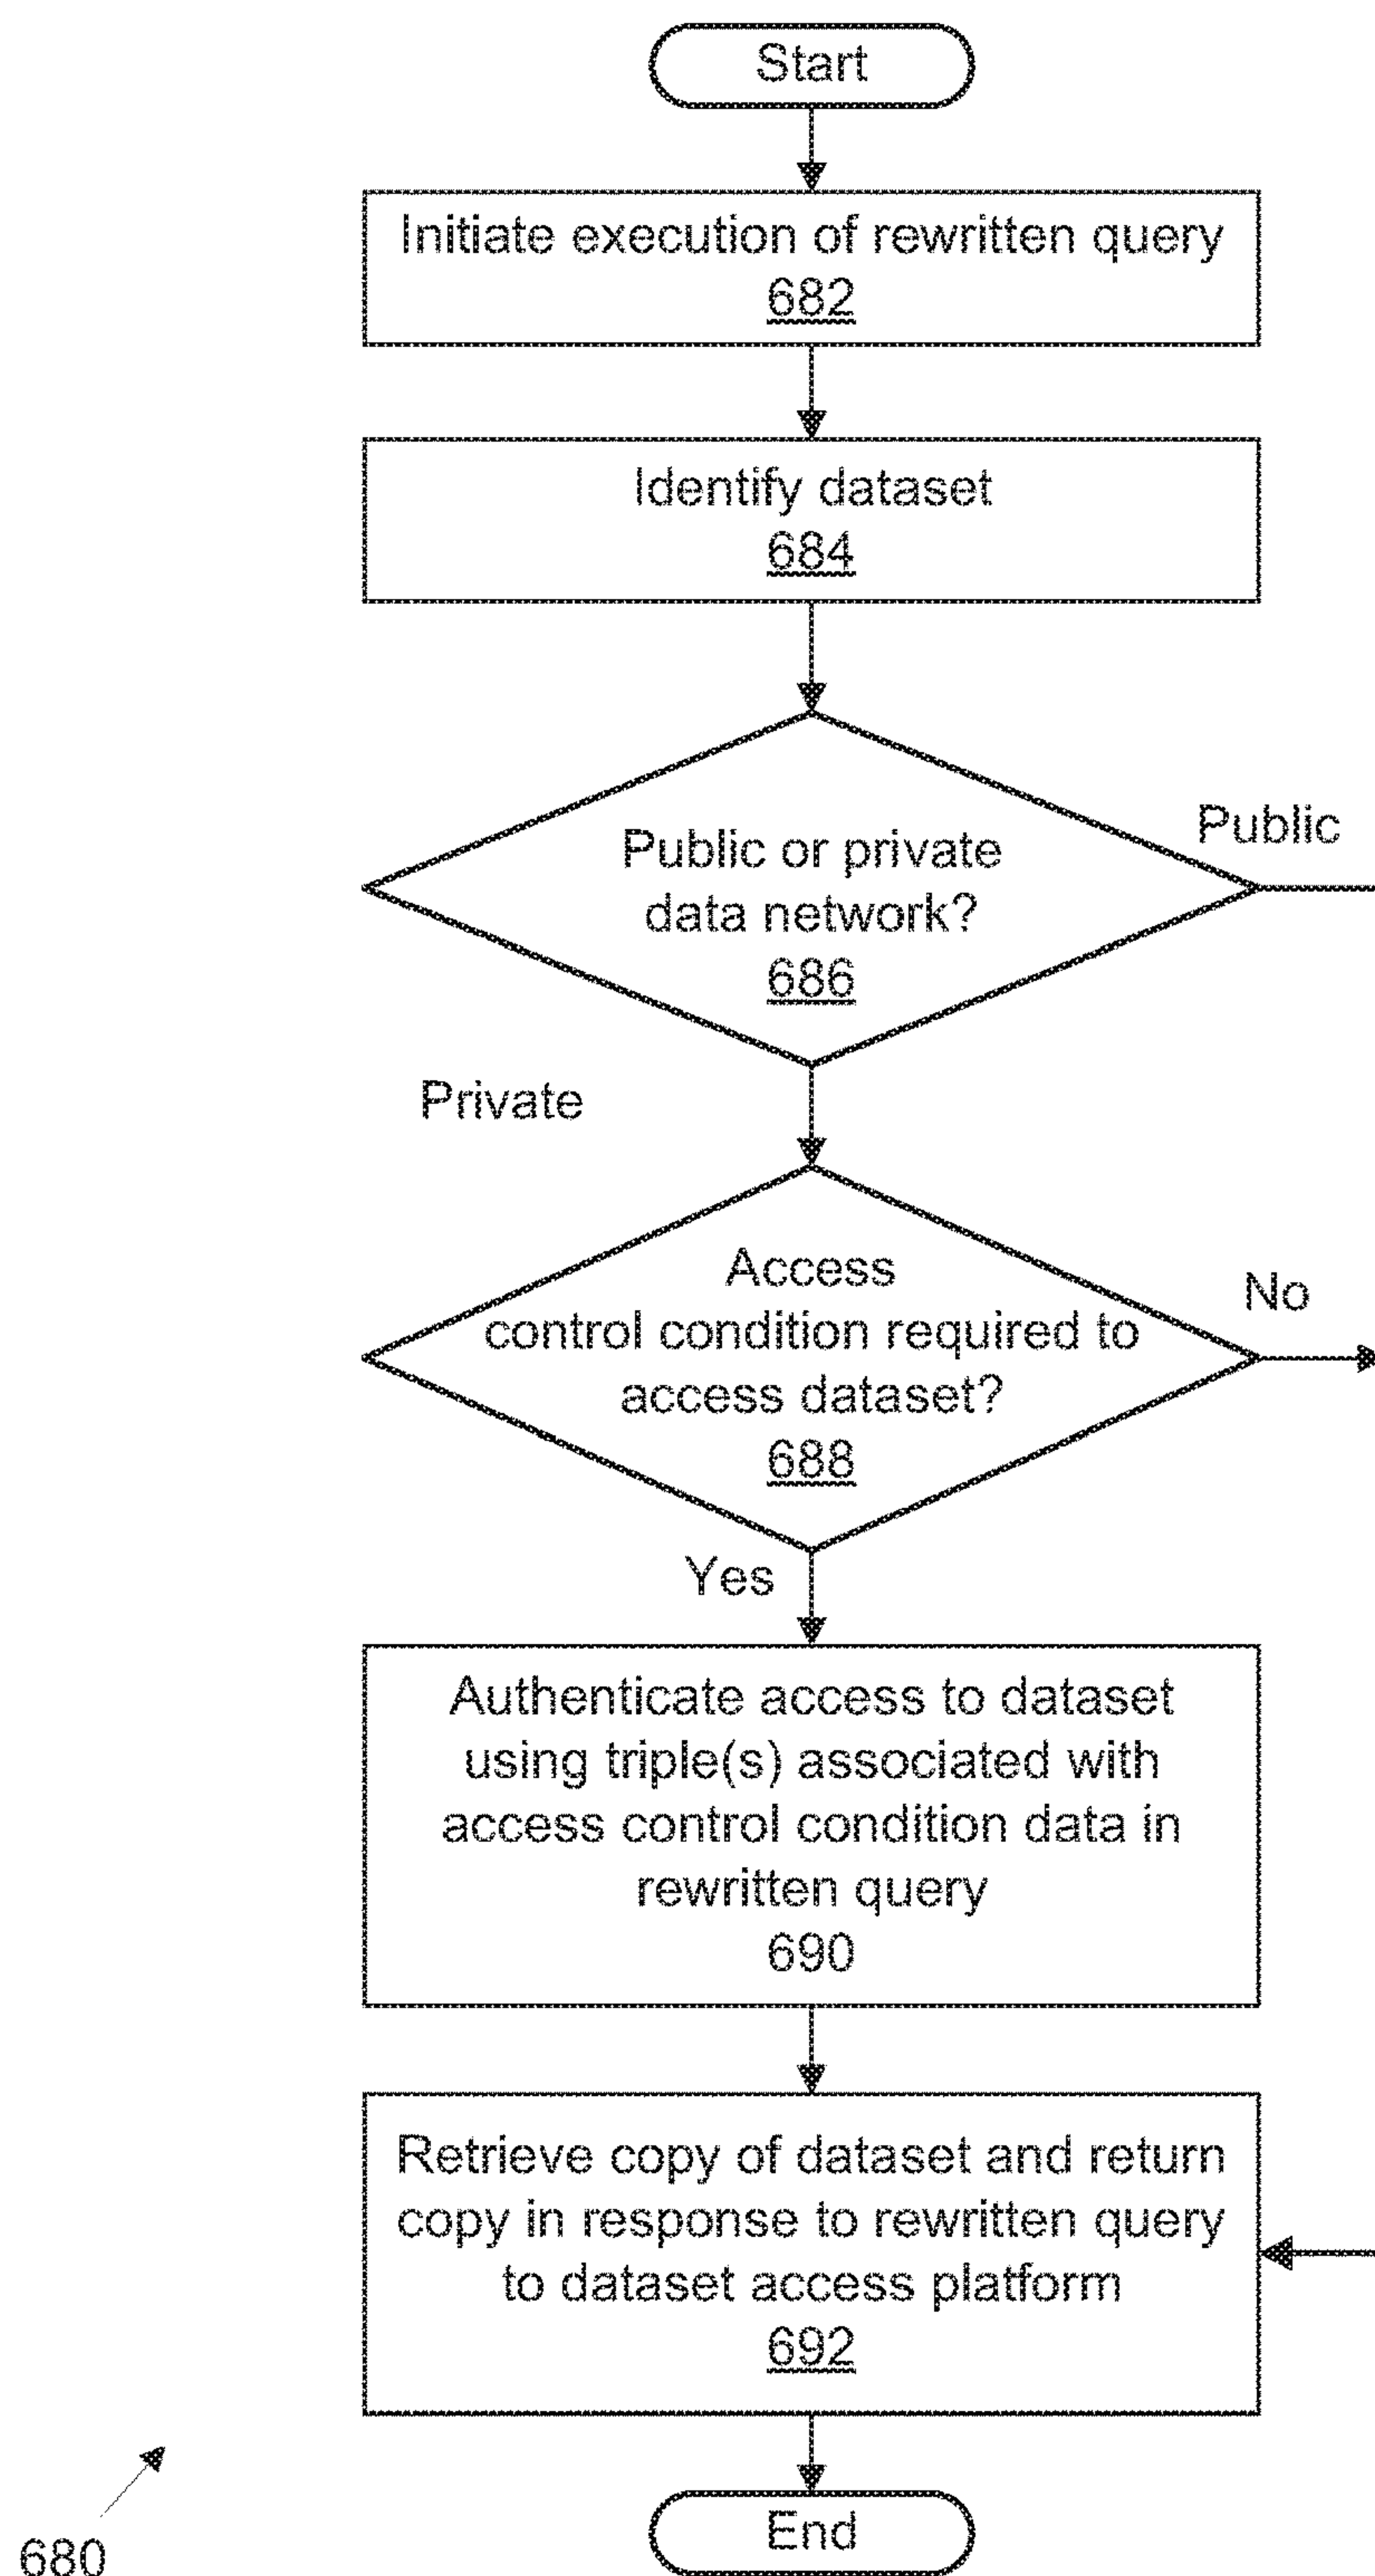 Start
Initiate execution of rewritten query
682
Identify dataset
684
Public or private
data network?
686
Public
Private
Access
control condition required to
access dataset?
688
No
Yes
Authenticate access to dataset
using triple(s) associated with
access control condition data in
rewritten query
690
Retrieve copy of dataset and return
copy in response to rewritten query
to dataset access platform
692
End
680